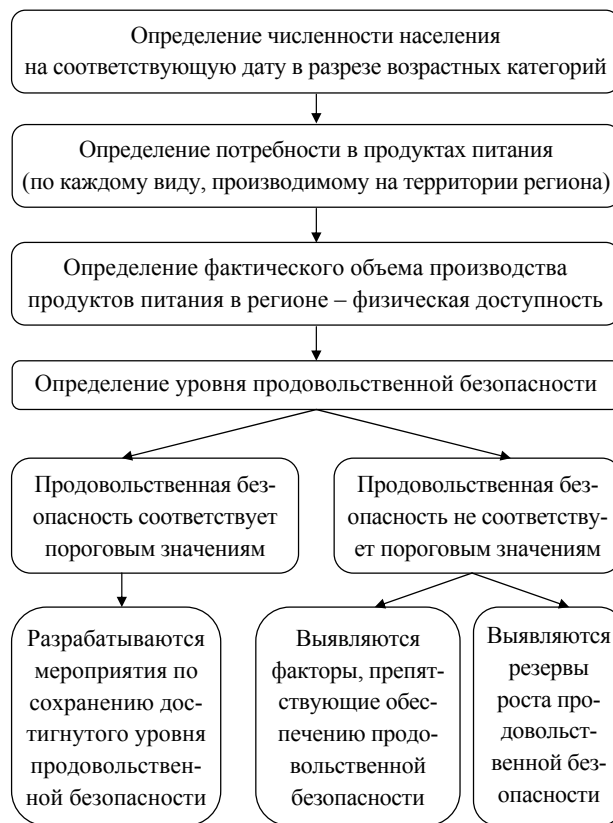 Определение численности населения
на соответствующую дату в разрезе возрастных категорий
Определение потребности в продуктах питания
(по каждому виду, производимому на территории региона)
Определение фактического объема производства
продуктов питания в регионе – физическая доступность
Определение уровня продовольственной безопасности
Продовольственная без-
опасность соответствует
пороговым значениям
Продовольственная без-
опасность не соответству-
ет пороговым значениям
Разрабатываются
мероприятия по
сохранению дос-
тигнутого уровня
продовольствен-
ной безопасности
Выявляются
факторы, препят-
ствующие обес-
печению продо-
вольственной
безопасности
Выявляются
резервы
роста про-
довольст-
венной без-
опасности